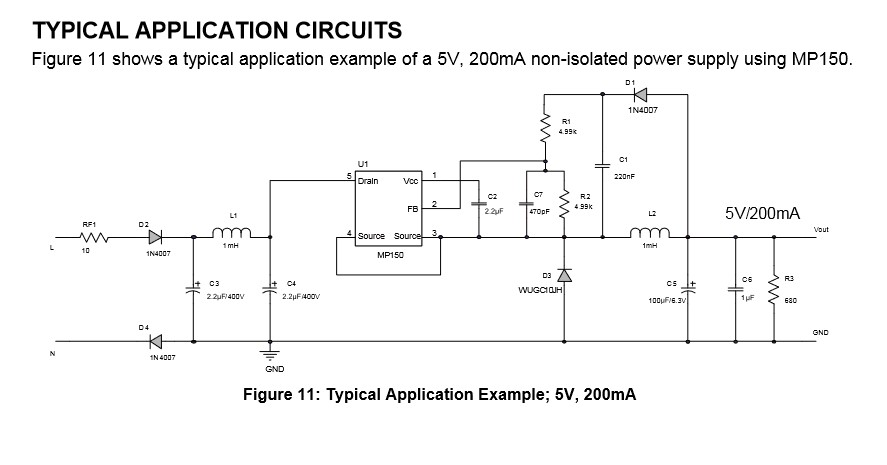 TYPICAL APPLICATION CIRCUITS
Figure 11 shows a typical application example of a 5V, 200mA non-isolated power supply using MP150.
D1
1N4007
R1
4.99k
C1
220nF
U1
5 Drain Vcc 1
FB 2
4 Source Source 3
MP150
C2
2.2µF
C7
470pF
R2
4.99k
L2
1mH
5V/200mA
Vout
RF1
10
L
D2
1N4007
L1
1mH
C3
2.2µF/400V
C4
2.2µF/400V
D3
WUGC10JH
C5
100µF/6.3V
C6
1µF
R3
680
GND
N
D4
1N4007
GND
Figure 11: Typical Application Example; 5V, 200mA